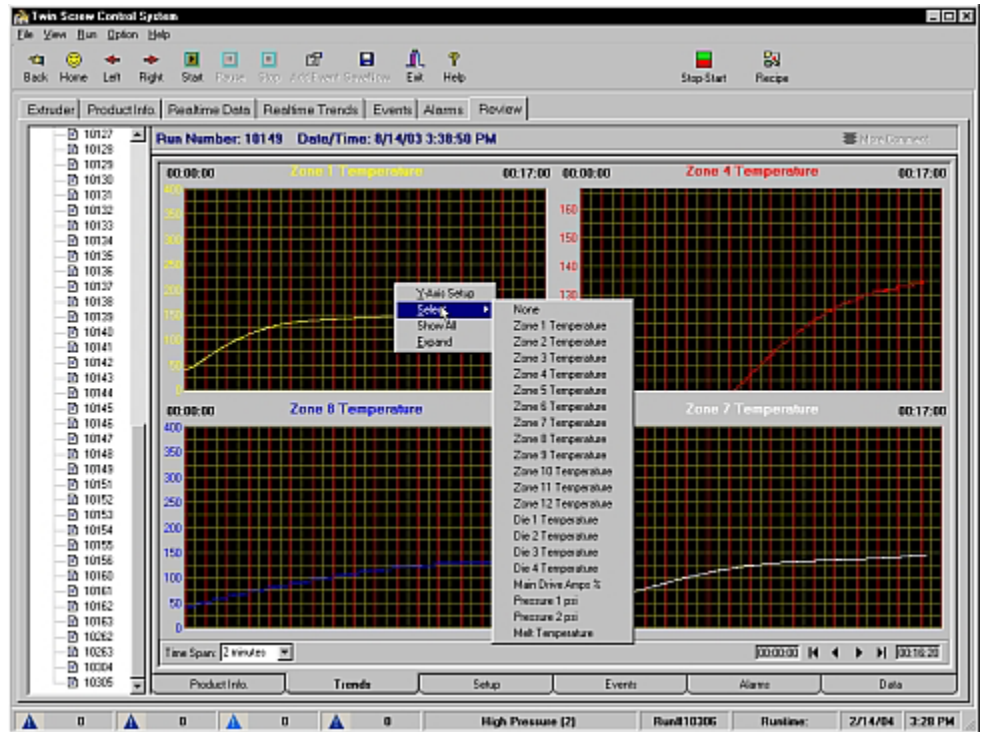 Twin Screw Control System
File View Run Option Help
Back Home Left Right Start Pause Stop Add Event SaveNow Exit Help Stop-Start Recipe
Extruder Product Info. Realtime Data Realtime Trends Events Alarms Review
Run Number: 10149 Date/Time: 8/14/03 3:38:50 PM More Comment
10127
10128
10129
10130
10131
10132
10133
10134
10135
10136
10137
10138
10139
10140
10141
10142
10143
10144
10145
10146
10147
10148
10149
10151
10152
10153
10154
10155
10156
10160
10161
10162
10163
10262
10263
10304
10305
00:00:00 Zone 1 Temperature 00:17:00
400
250
200
150
100
50
0
00:00:00 Zone 4 Temperature 00:17:00
160
150
140
130
Y-Axis Setup
Select
Show All
Expand
None
Zone 1 Temperature
Zone 2 Temperature
Zone 3 Temperature
Zone 4 Temperature
Zone 5 Temperature
Zone 6 Temperature
Zone 7 Temperature
Zone 8 Temperature
Zone 9 Temperature
Zone 10 Temperature
Zone 11 Temperature
Zone 12 Temperature
Die 1 Temperature
Die 2 Temperature
Die 3 Temperature
Die 4 Temperature
Main Drive Amps %
Pressure 1 psi
Pressure 2 psi
Melt Temperature
00:00:00 Zone 8 Temperature
400
350
300
250
200
150
100
50
0
Zone 7 Temperature 00:17:00
Time Span: 2 minutes 00:00:00 00:16:20
Product Info. Trends Setup Events Alarms Data
0 0 0 0 High Pressure (2) Run#10306 Runtime: 2/14/04 3:28 PM